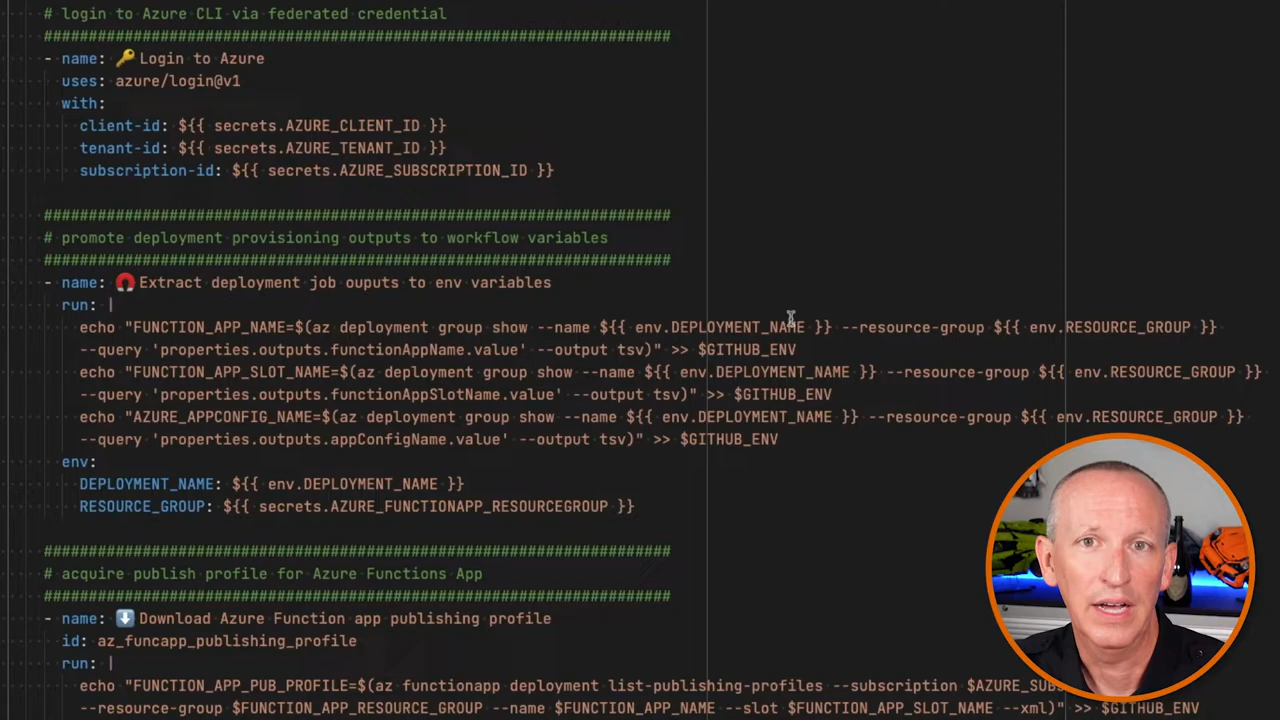 # login to Azure CLI via federated credential
######################################################################
- name: 🔑 Login to Azure
uses: azure/login@v1
with:
client-id: ${{ secrets.AZURE_CLIENT_ID }}
tenant-id: ${{ secrets.AZURE_TENANT_ID }}
subscription-id: ${{ secrets.AZURE_SUBSCRIPTION_ID }}
######################################################################
# promote deployment provisioning outputs to workflow variables
######################################################################
- name: 🧲 Extract deployment job ouputs to env variables
run: |
echo "FUNCTION_APP_NAME=$(az deployment group show --name ${{ env.DEPLOYMENT_NAME }} --resource-group ${{ env.RESOURCE_GROUP }}
--query 'properties.outputs.functionAppName.value' --output tsv)" >> $GITHUB_ENV
echo "FUNCTION_APP_SLOT_NAME=$(az deployment group show --name ${{ env.DEPLOYMENT_NAME }} --resource-group ${{ env.RESOURCE_GROUP }}
--query 'properties.outputs.functionAppSlotName.value' --output tsv)" >> $GITHUB_ENV
echo "AZURE_APPCONFIG_NAME=$(az deployment group show --name ${{ env.DEPLOYMENT_NAME }} --resource-group ${{ env.RESOURCE_GROUP }}
--query 'properties.outputs.appConfigName.value' --output tsv)" >> $GITHUB_ENV
env:
DEPLOYMENT_NAME: ${{ env.DEPLOYMENT_NAME }}
RESOURCE_GROUP: ${{ secrets.AZURE_FUNCTIONAPP_RESOURCEGROUP }}
######################################################################
# acquire publish profile for Azure Functions App
######################################################################
- name: ⬇️ Download Azure Function app publishing profile
id: az_funcapp_publishing_profile
run: |
echo "FUNCTION_APP_PUB_PROFILE=$(az functionapp deployment list-publishing-profiles --subscription
--resource-group $FUNCTION_APP_RESOURCE_GROUP --name $FUNCTION_APP_NAME --slot $FUNCTION_APP_SLOT_NAME --xml)" >> $GITHUB_ENV